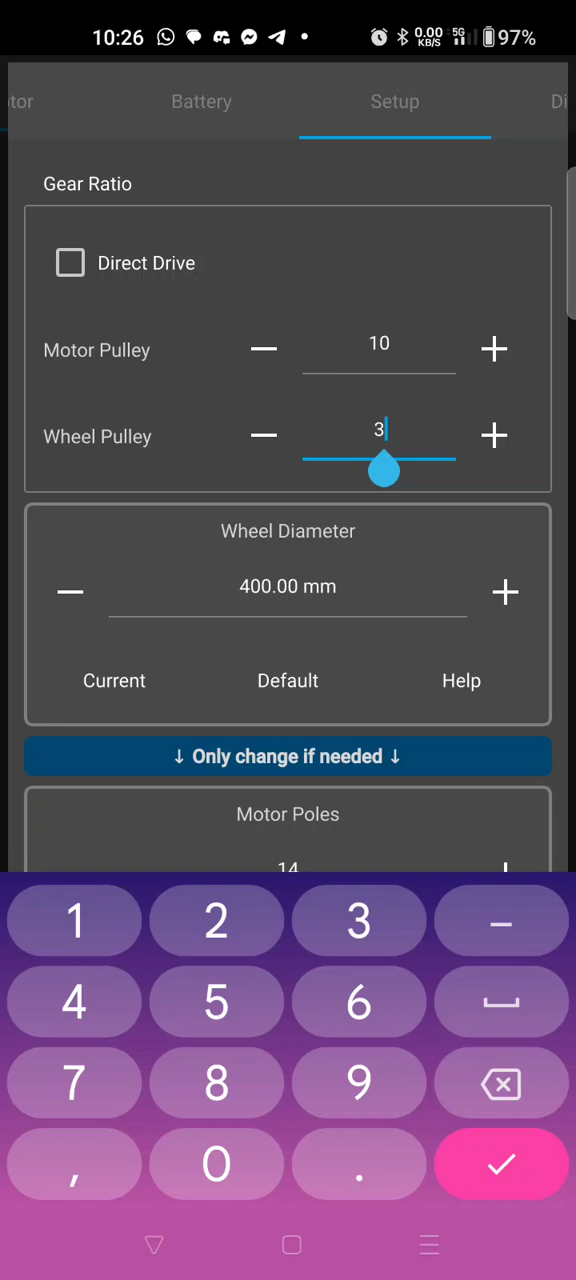 10:26 0.00 KB/S 5G 97%
tor Battery Setup Di
Gear Ratio
Direct Drive
Motor Pulley — 10 +
Wheel Pulley — 3 +
Wheel Diameter
— 400.00 mm +
Current Default Help
↓ Only change if needed ↓
Motor Poles
14
1 2 3 –
4 5 6
7 8 9
, 0 .